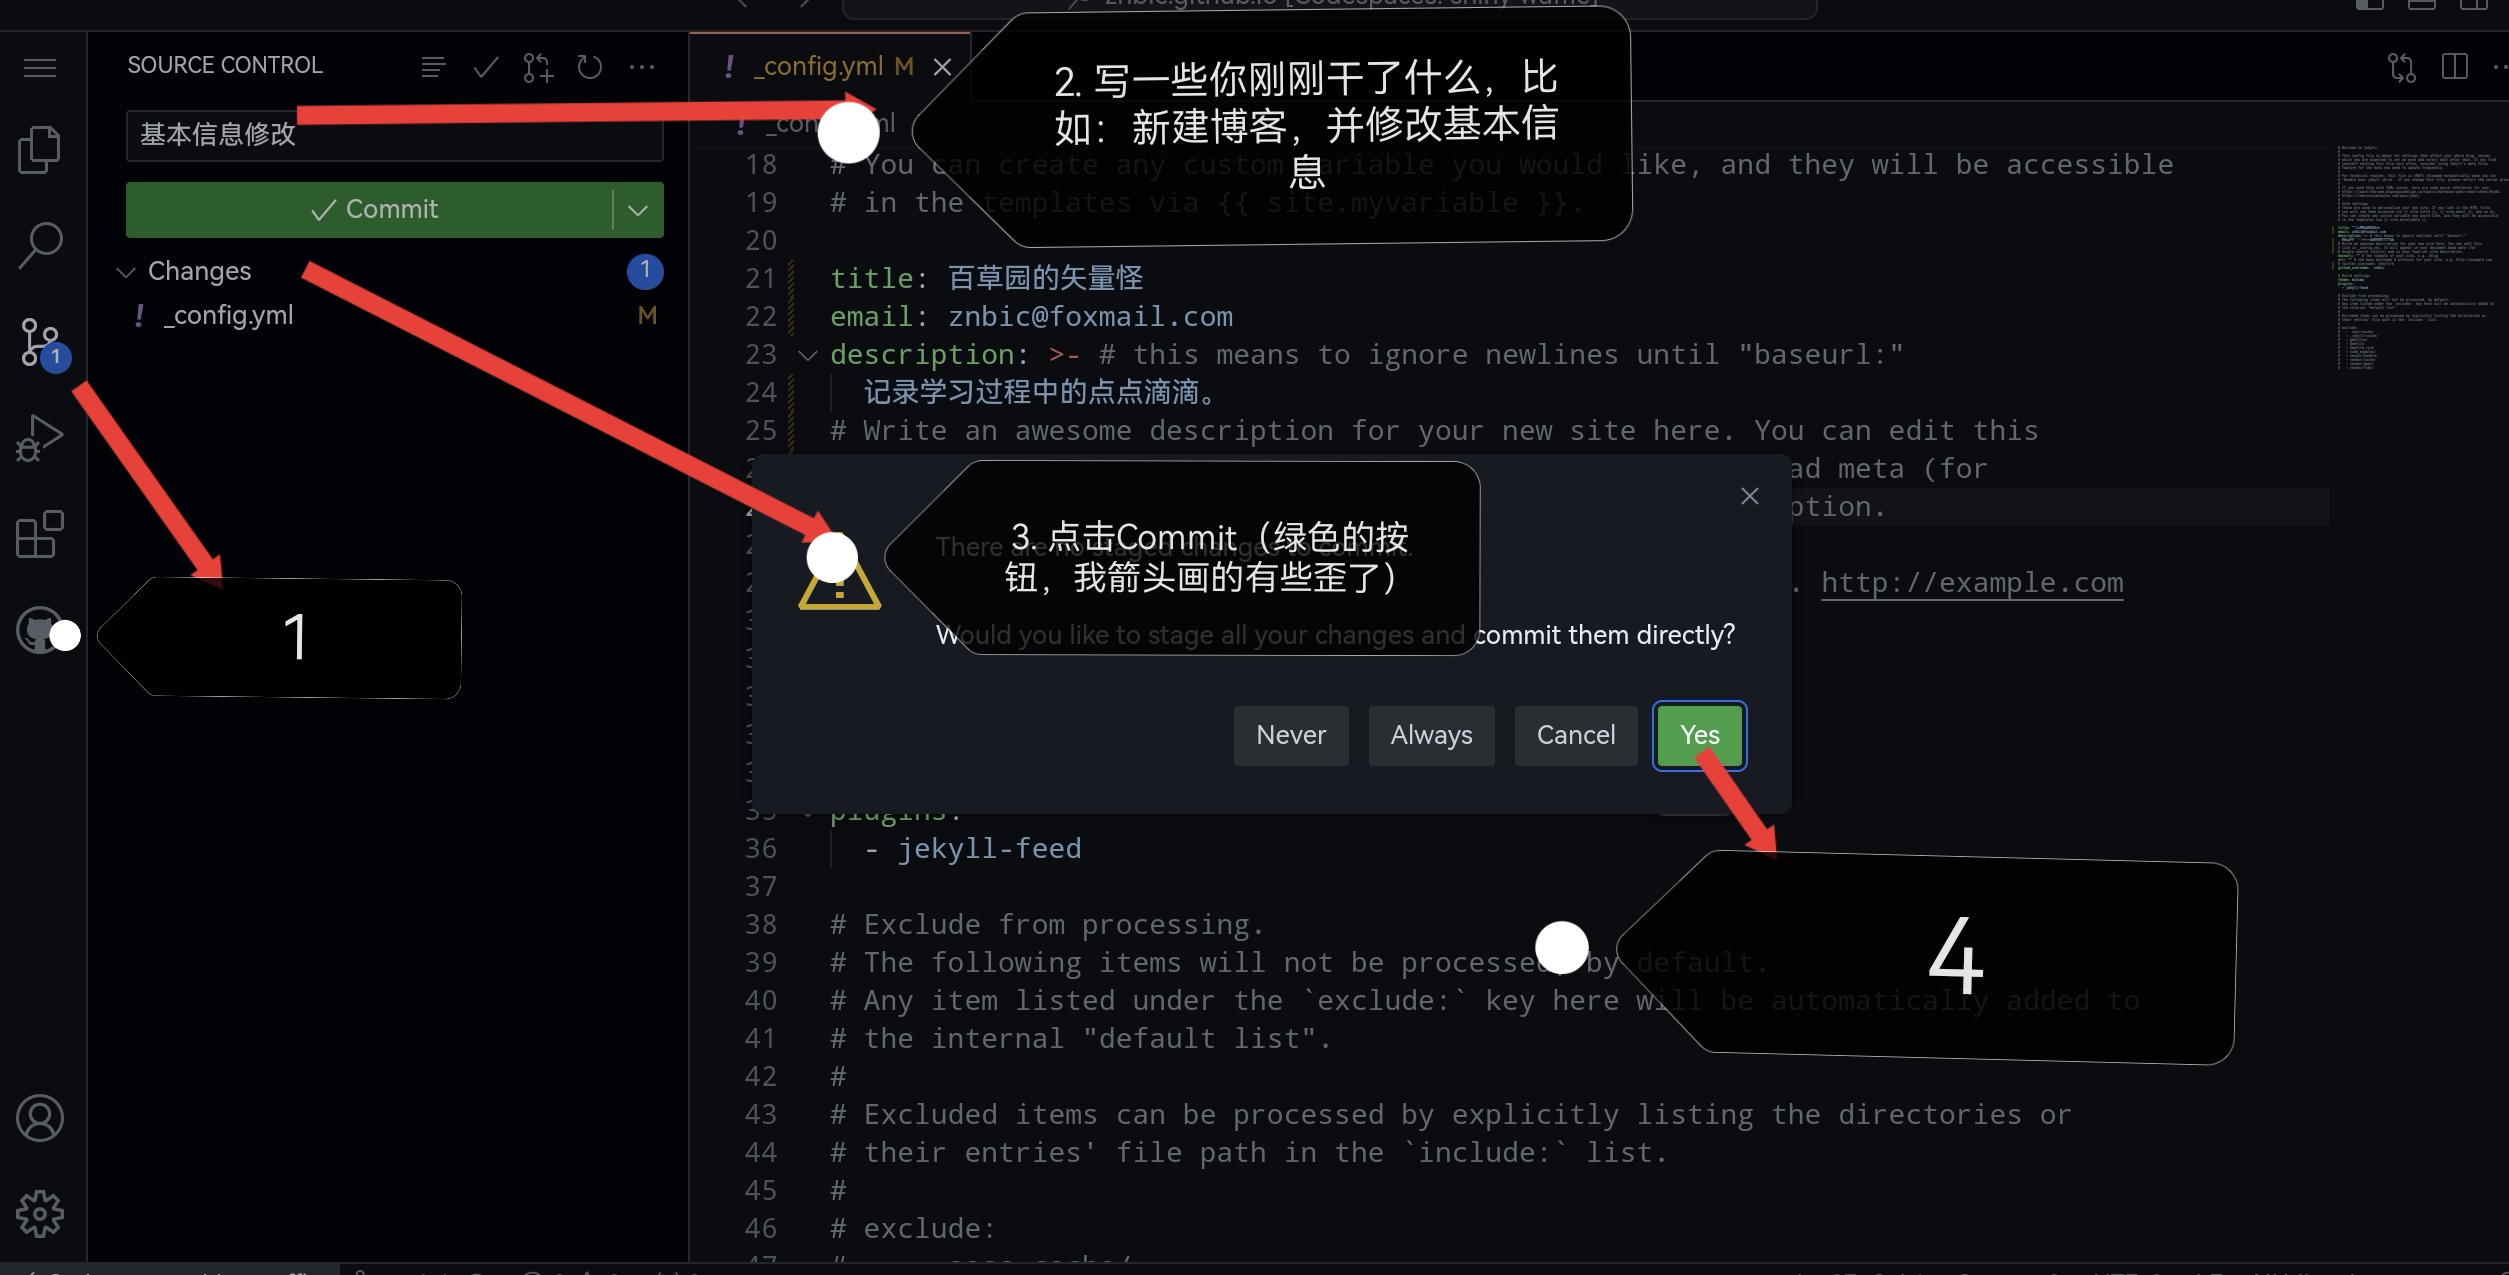 SOURCE CONTROL
基本信息修改
Commit
Changes
1
_config.yml
M
1
_config.yml M
2. 写一些你刚刚干了什么，比
如：新建博客，并修改基本信
息
18 # You can create any custom variable you would like, and they will be accessible
19 # in the templates via {{ site.myvariable }}.
20
21 title: 百草园的矢量怪
22 email: znbic@foxmail.com
23 description: >- # this means to ignore newlines until "baseurl:"
24 记录学习过程中的点点滴滴。
25 # Write an awesome description for your new site here. You can edit this
ad meta (for
ption.
http://example.com
There are no staged changes to commit.
Would you like to stage all your changes and commit them directly?
3. 点击Commit（绿色的按
钮，我箭头画的有些歪了）
Never
Always
Cancel
Yes
1
4
plugins:
36 - jekyll-feed
37
38 # Exclude from processing.
39 # The following items will not be processed, by default.
40 # Any item listed under the `exclude:` key here will be automatically added to
41 # the internal "default list".
42 #
43 # Excluded items can be processed by explicitly listing the directories or
44 # their entries' file path in the `include:` list.
45 #
46 # exclude: